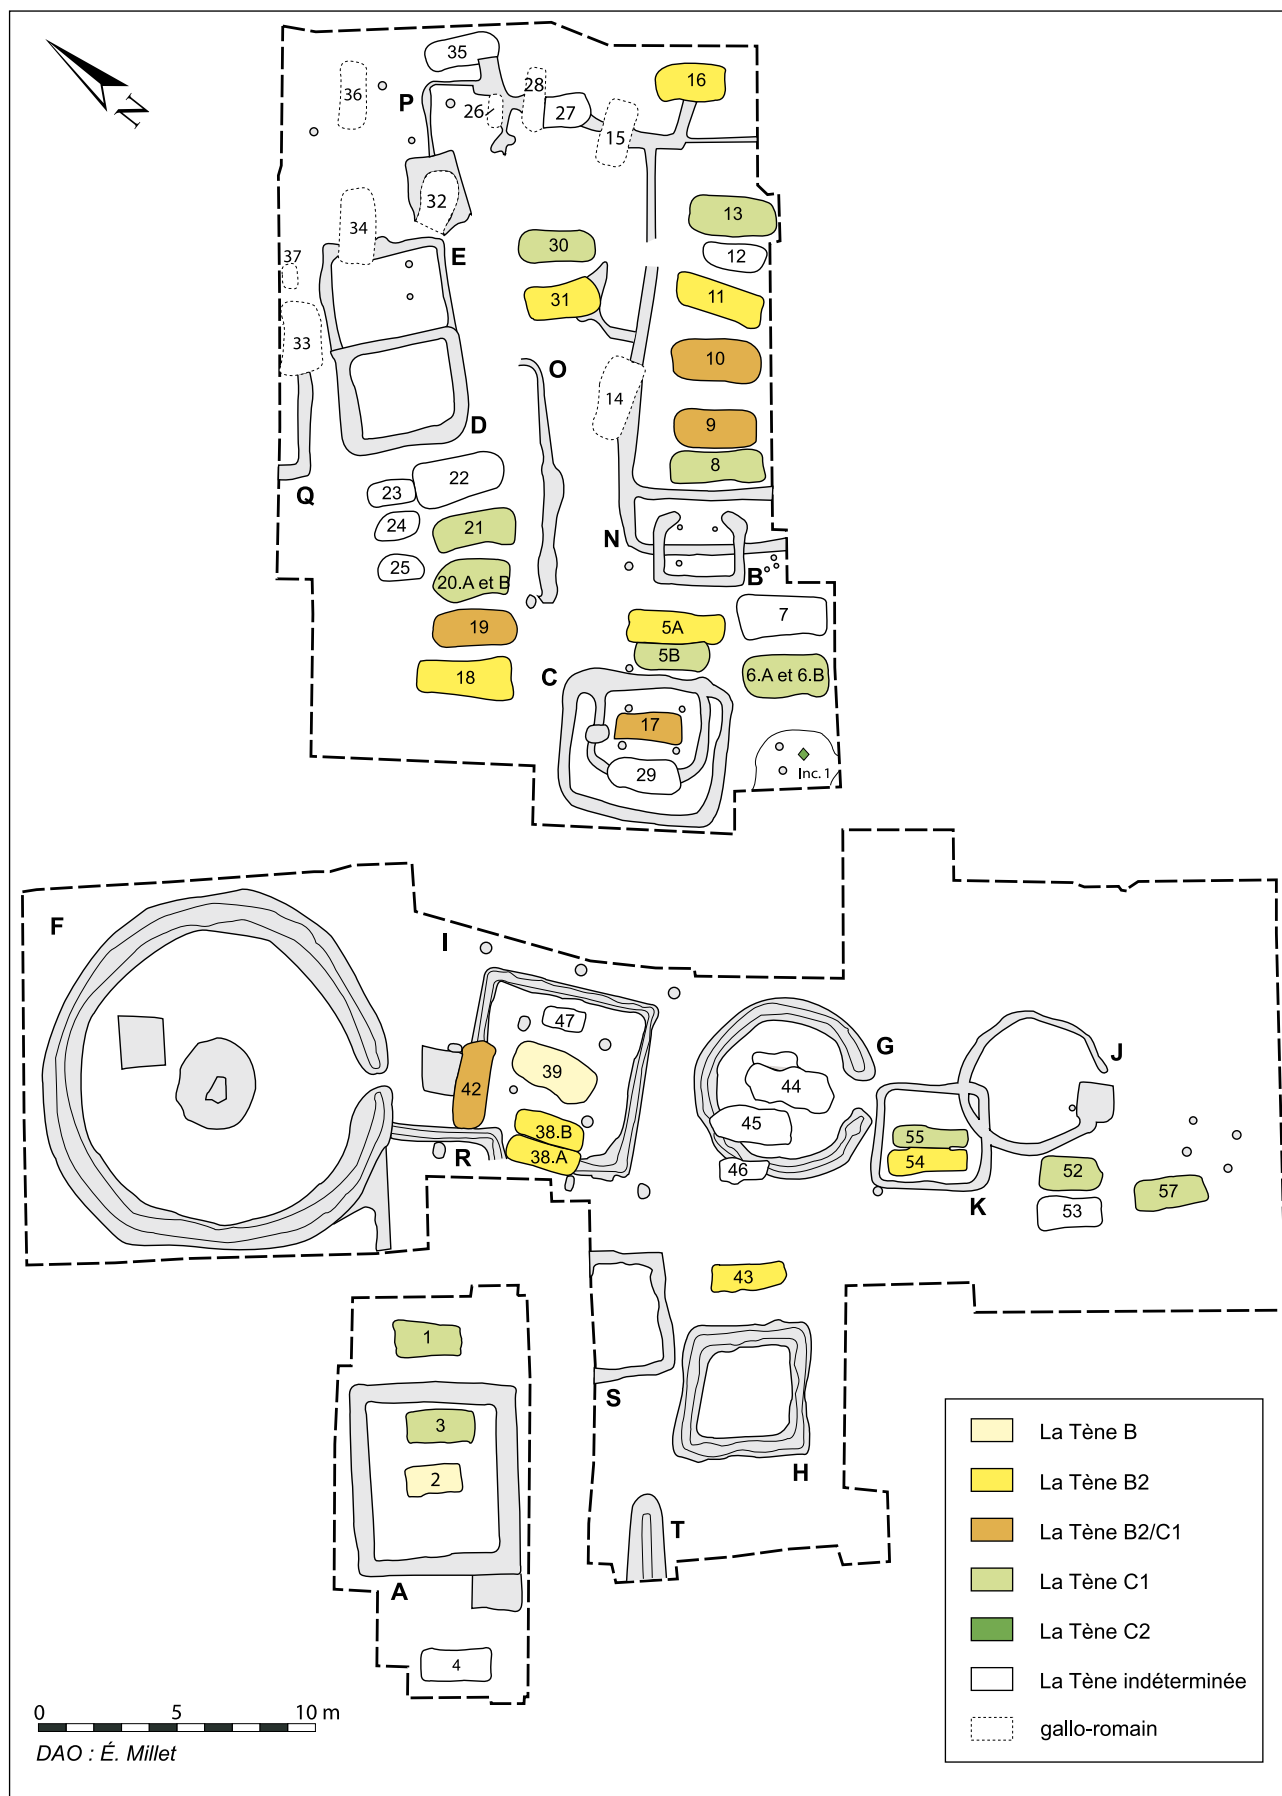 N
35
36
P
26
28
27
15
16
32
34
E
37
33
30
31
13
12
11
10
O
14
9
8
D
Q
22
23
24
21
25
20.A et B
19
18
N
B
7
5A
5B
6.A et 6.B
C
17
29
Inc. 1
F
I
47
39
42
38.B
38.A
R
G
44
45
46
J
55
54
K
52
53
57
43
S
H
T
1
3
2
A
4
La Tène B
La Tène B2
La Tène B2/C1
La Tène C1
La Tène C2
La Tène indéterminée
gallo-romain
0 5 10 m
DAO : É. Millet